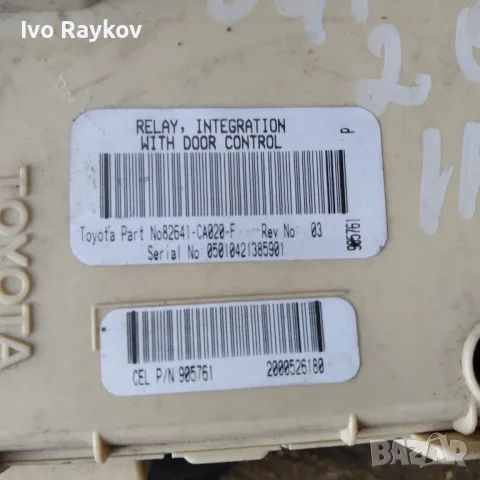 Ivo Raykov
RELAY, INTEGRATION
WITH DOOR CONTROL
P
Toyota Part No82641-CA020-F Rev No 03
Serial No 05010421385901
905761
TOYOTA
CEL P/N 905761 2000526180
bazar